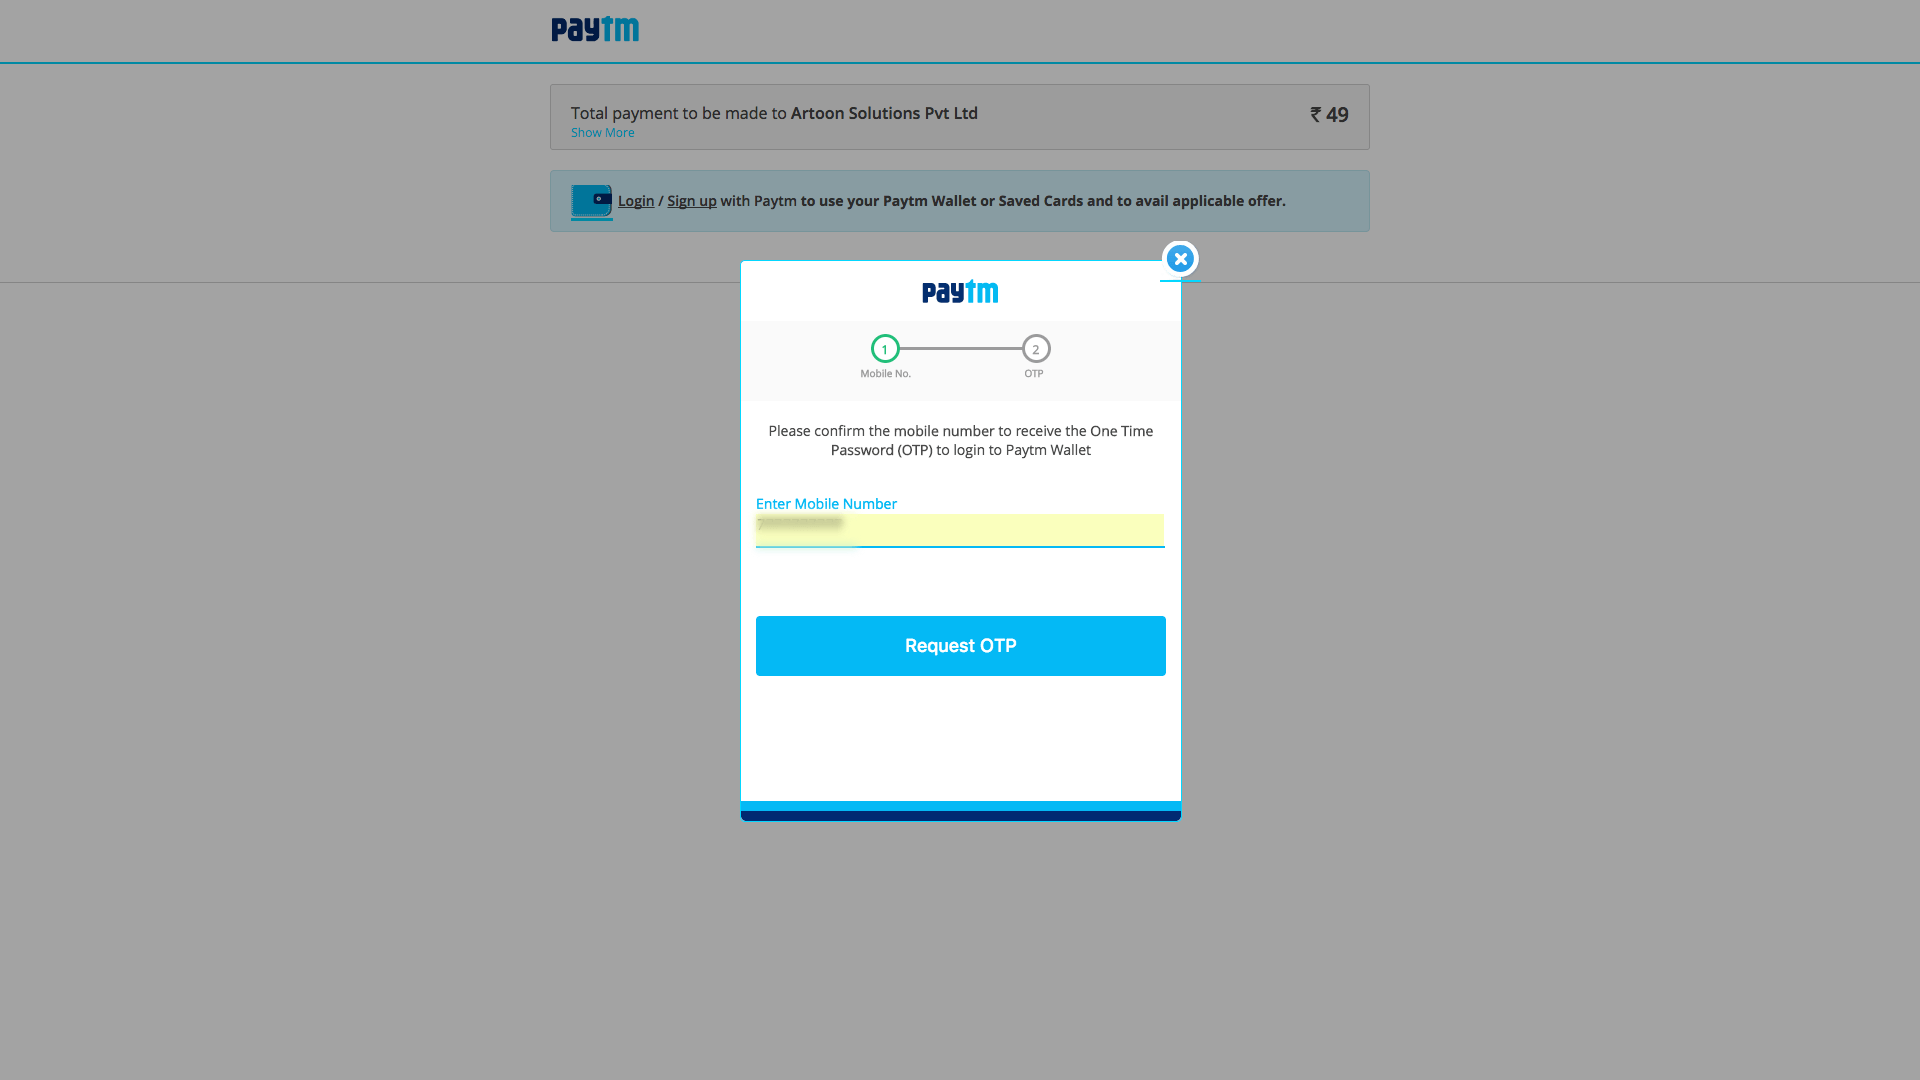 paytm
Total payment to be made to Artoon Solutions Pvt Ltd
₹ 49
Show More
Login / Sign up with Paytm to use your Paytm Wallet or Saved Cards and to avail applicable offer.
paytm
1
2
Mobile No.
OTP
Please confirm the mobile number to receive the One Time
Password (OTP) to login to Paytm Wallet
Enter Mobile Number
Request OTP